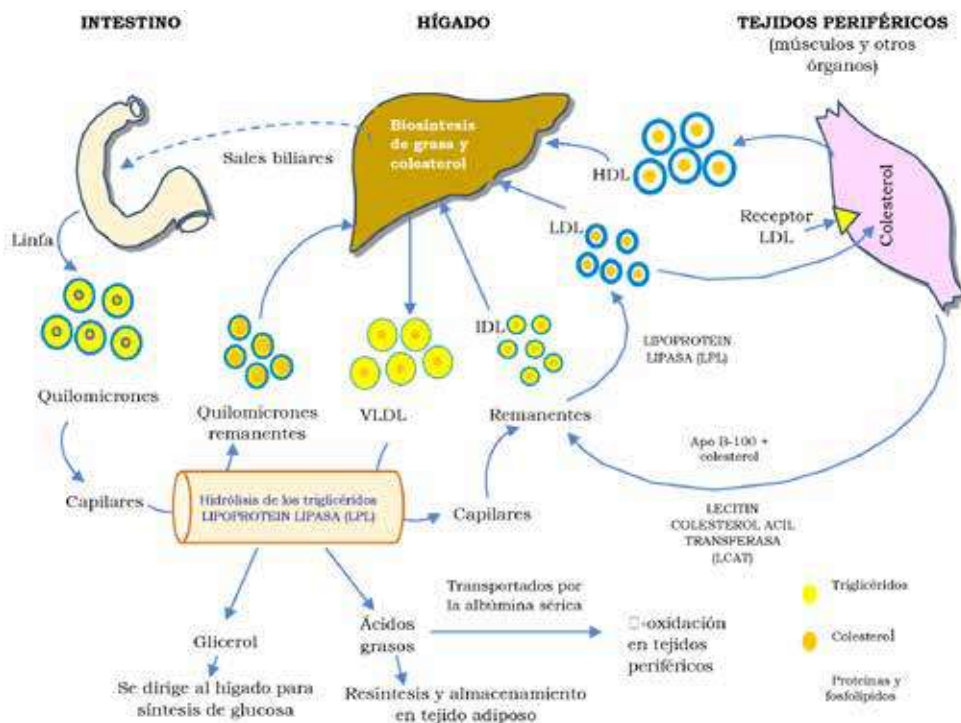 INTESTINO
HÍGADO
TEJIDOS PERIFÉRICOS
(músculos y otros
órganos)
Biosíntesis
de grasa y
colesterol
Sales biliares
HDL
Colesterol
Receptor
LDL
LDL
Linfa
IDL
LIPOPROTEIN
LIPASA (LPL)
Quilomicrones
Quilomicrones
remanentes
VLDL
Remanentes
Apo B-100 +
colesterol
Capilares
Hidrólisis de los triglicéridos
LIPOPROTEIN LIPASA (LPL)
Capilares
LECITIN
COLESTEROL ACIL
TRANSFERASA
(LCAT)
Transportados por
la albúmina sérica
Triglicéridos
Glicerol
Ácidos
grasos
□-oxidación
en tejidos
periféricos
Colesterol
Se dirige al hígado para
síntesis de glucosa
Resíntesis y almacenamiento
en tejido adiposo
Proteínas y
fosfolípidos